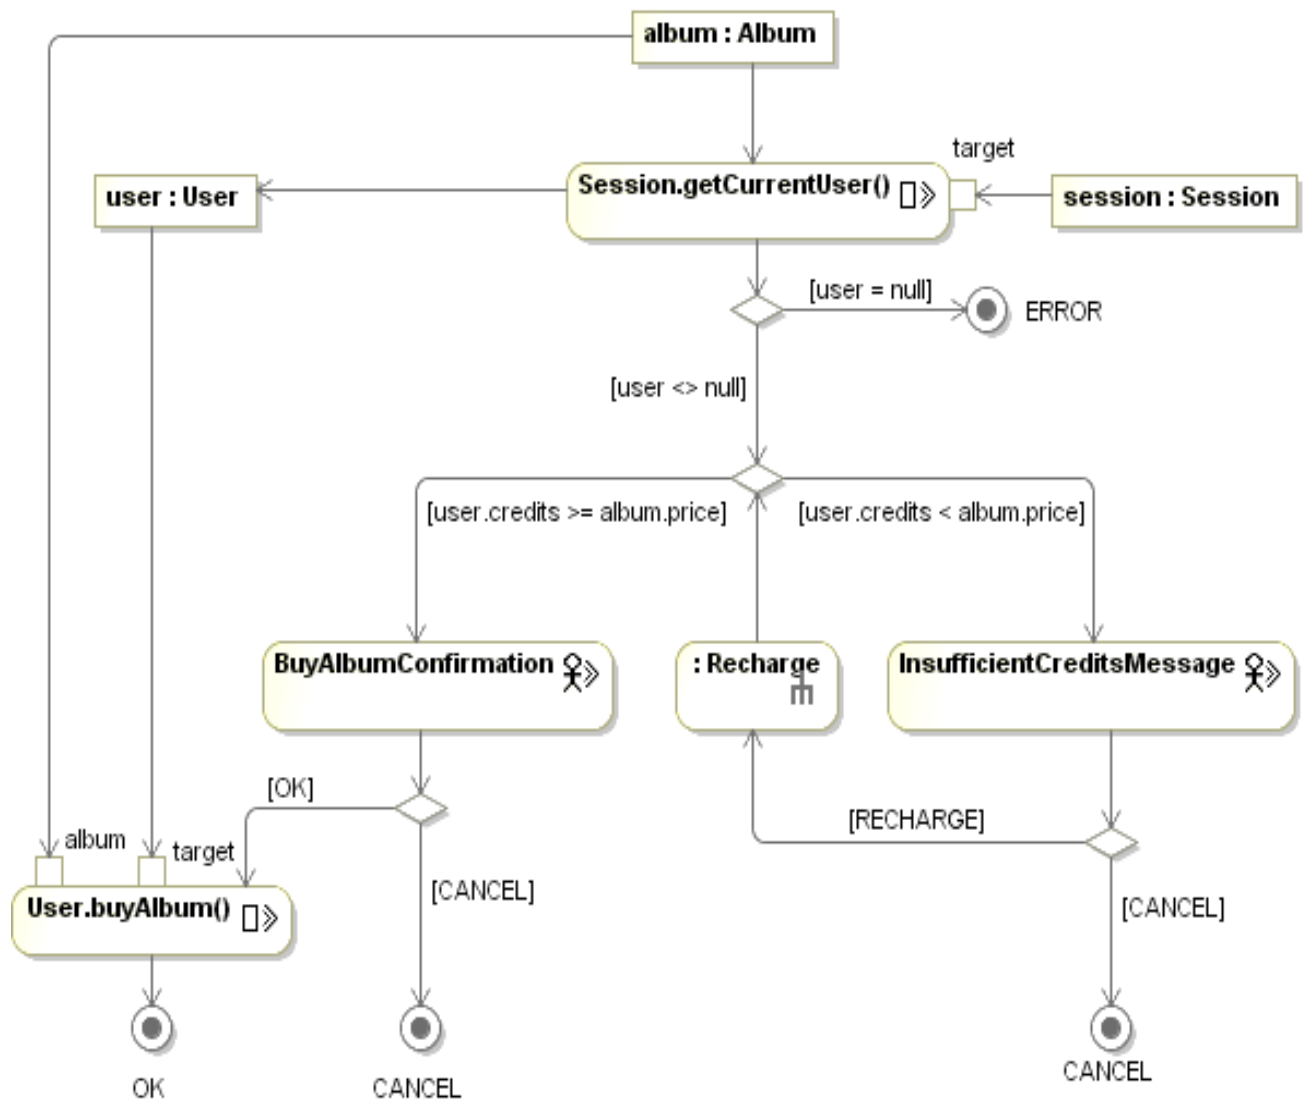 album : Album
target
Session.getCurrentUser()
user : User
session : Session
[user = null]
ERROR
[user <> null]
[user.credits >= album.price]
[user.credits < album.price]
BuyAlbumConfirmation
: Recharge
InsufficientCreditsMessage
[OK]
[RECHARGE]
album
target
[CANCEL]
User.buyAlbum()
[CANCEL]
OK
CANCEL
CANCEL